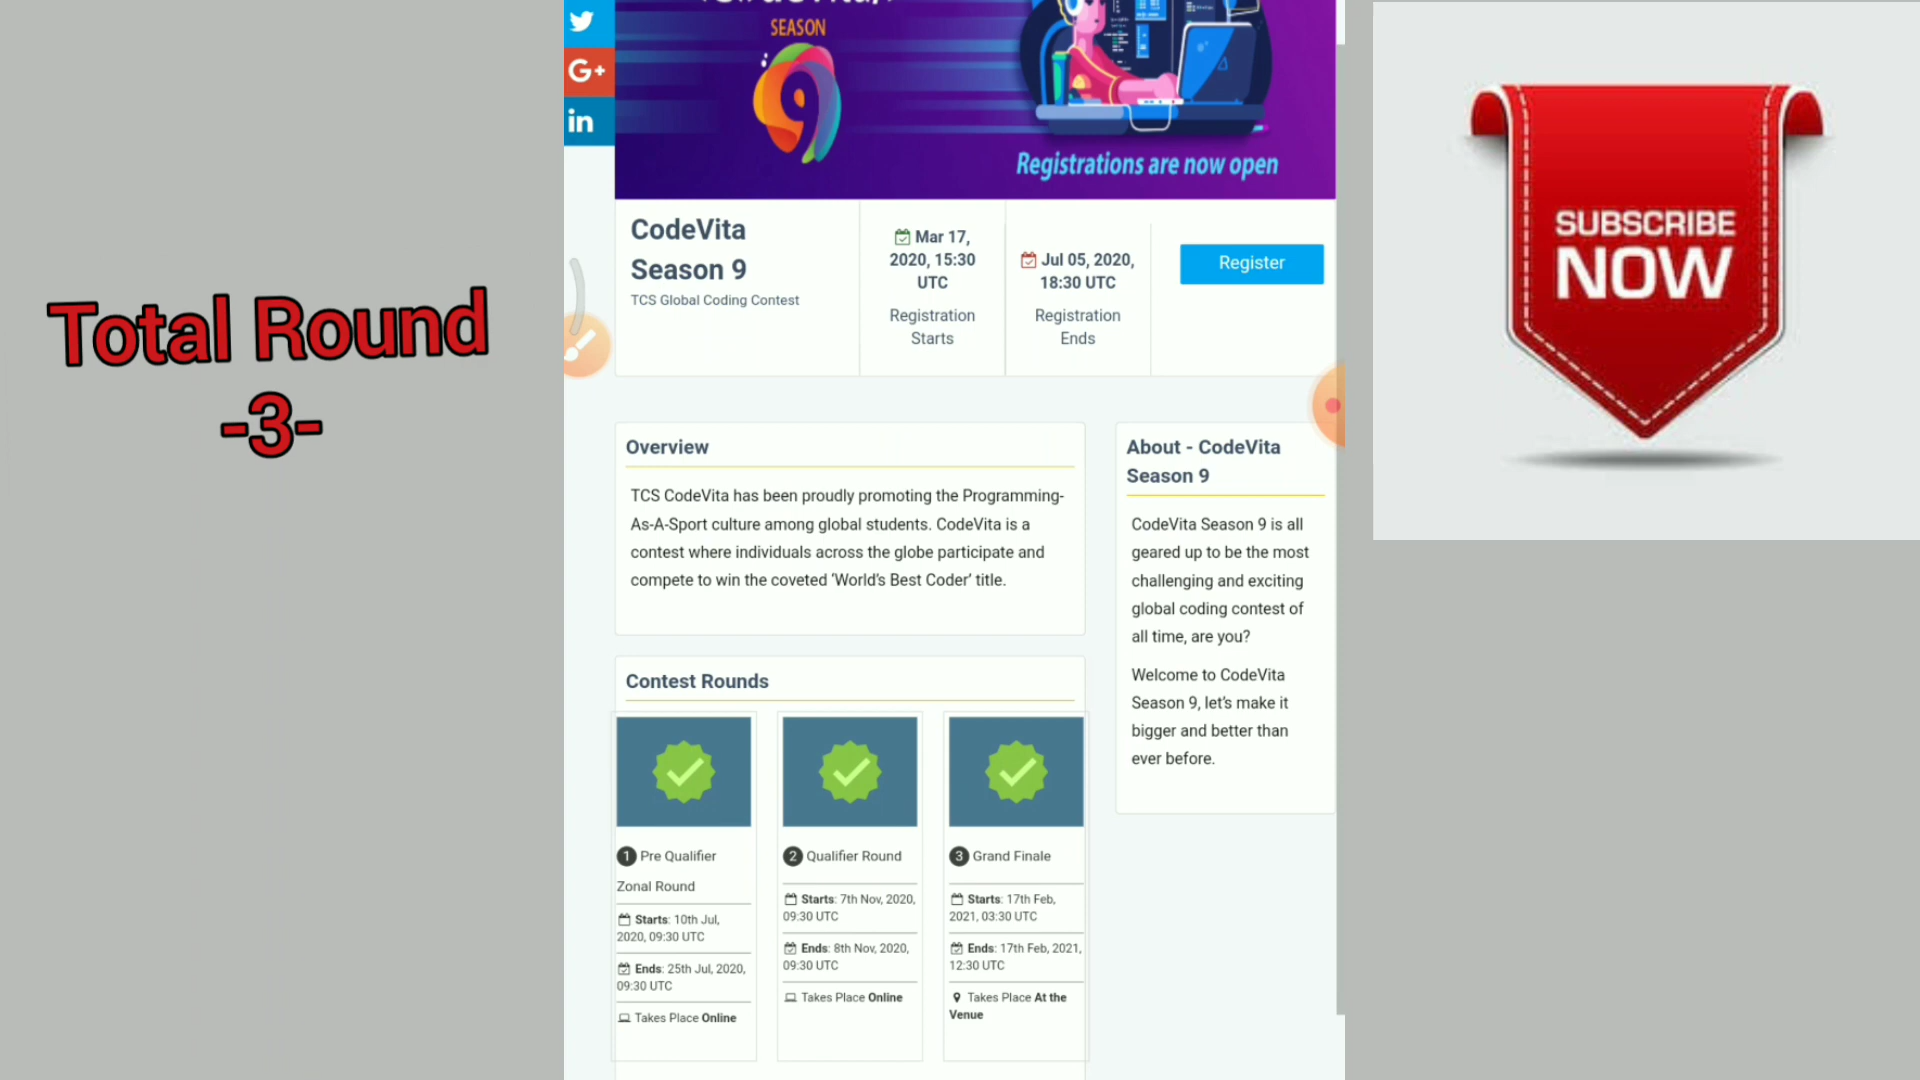 SEASON
9
Registrations are now open
G+
in
CodeVita
Season 9
TCS Global Coding Contest
Mar 17,
2020, 15:30
UTC
Registration
Starts
Jul 05, 2020,
18:30 UTC
Registration
Ends
Register
Total Round
-3-
SUBSCRIBE
NOW
Overview
TCS CodeVita has been proudly promoting the Programming-
As-A-Sport culture among global students. CodeVita is a
contest where individuals across the globe participate and
compete to win the coveted ‘World’s Best Coder’ title.
About - CodeVita
Season 9
CodeVita Season 9 is all
geared up to be the most
challenging and exciting
global coding contest of
all time, are you?
Welcome to CodeVita
Season 9, let’s make it
bigger and better than
ever before.
Contest Rounds
1 Pre Qualifier
Zonal Round
Starts: 10th Jul,
2020, 09:30 UTC
Ends: 25th Jul, 2020,
09:30 UTC
Takes Place Online
2 Qualifier Round
Starts: 7th Nov, 2020,
09:30 UTC
Ends: 8th Nov, 2020,
09:30 UTC
Takes Place Online
3 Grand Finale
Starts: 17th Feb,
2021, 03:30 UTC
Ends: 17th Feb, 2021,
12:30 UTC
Takes Place At the
Venue